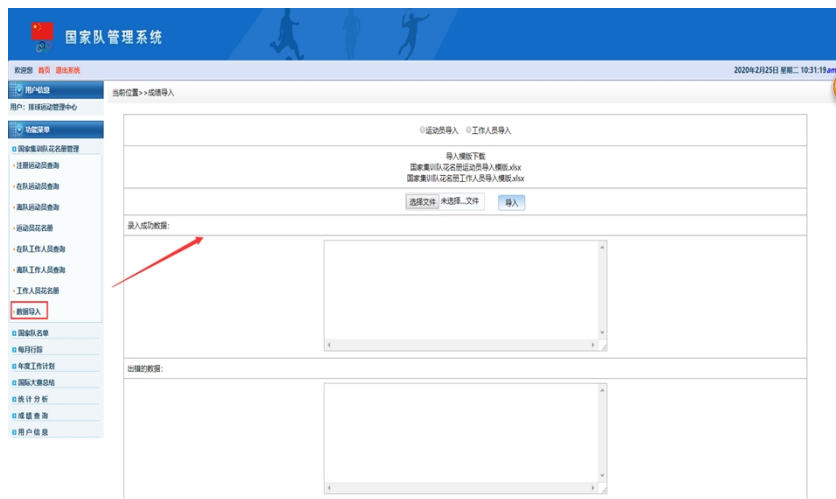 国家队管理系统
欢迎您 首页 退出系统
2020年2月25日 星期二 10:31:19am
用户信息
用户：排球运动管理中心
功能菜单
国家集训队花名册管理
注册运动员查询
在队运动员查询
离队运动员查询
运动员花名册
在队工作人员查询
离队工作人员查询
工作人员花名册
数据导入
国家队名单
每月行踪
年度工作计划
国际大赛总结
统计分析
成绩查询
用户信息
当前位置>>成绩导入
运动员导入 工作人员导入
导入模版下载
国家集训队花名册运动员导入模版.xlsx
国家集训队花名册工作人员导入模版.xlsx
选择文件 未选择...文件 导入
录入成功数据：
出错的数据：